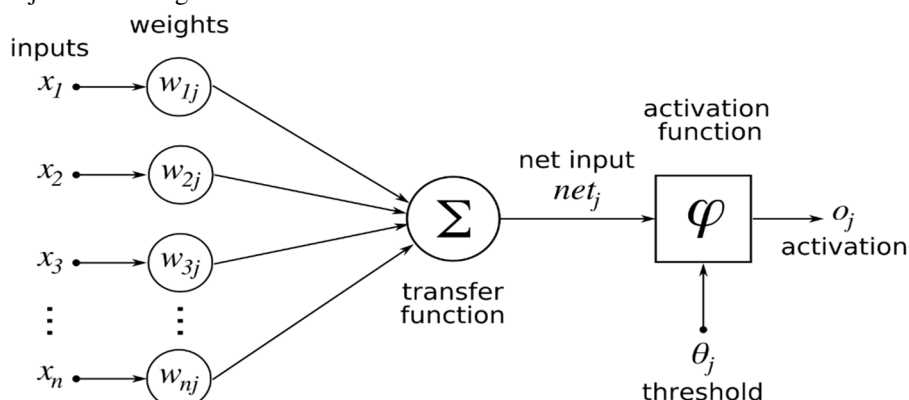 weights
inputs
x1
w1j
activation
function
x2
w2j
net input
netj
Σ
φ
oj
activation
x3
w3j
transfer
function
⋮ ⋮
xn
wnj
θj
threshold